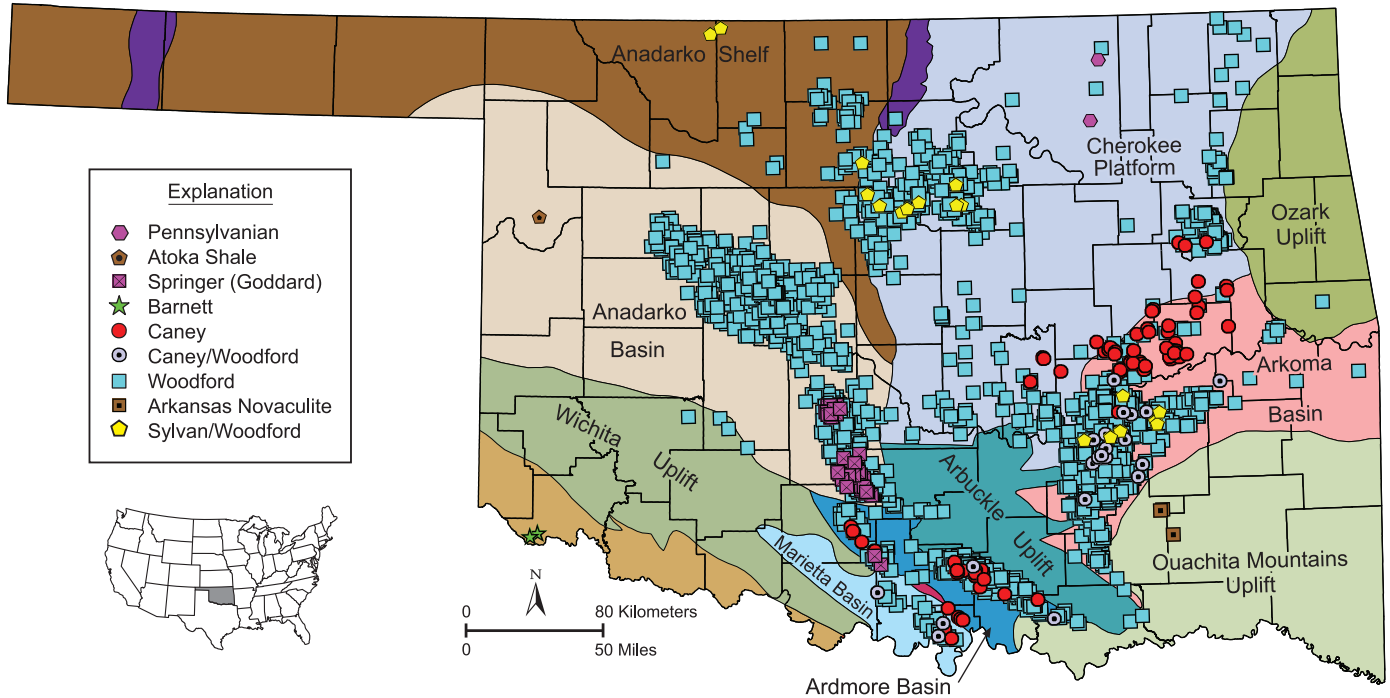 Anadarko Shelf
Cherokee
Platform
Ozark
Uplift
Anadarko
Basin
Arkoma
Basin
Wichita
Uplift
Arbuckle
Uplift
Marietta Basin
Ouachita Mountains
Uplift
Ardmore Basin
Explanation
Pennsylvanian
Atoka Shale
Springer (Goddard)
Barnett
Caney
Caney/Woodford
Woodford
Arkansas Novaculite
Sylvan/Woodford
N
0 80 Kilometers
0 50 Miles